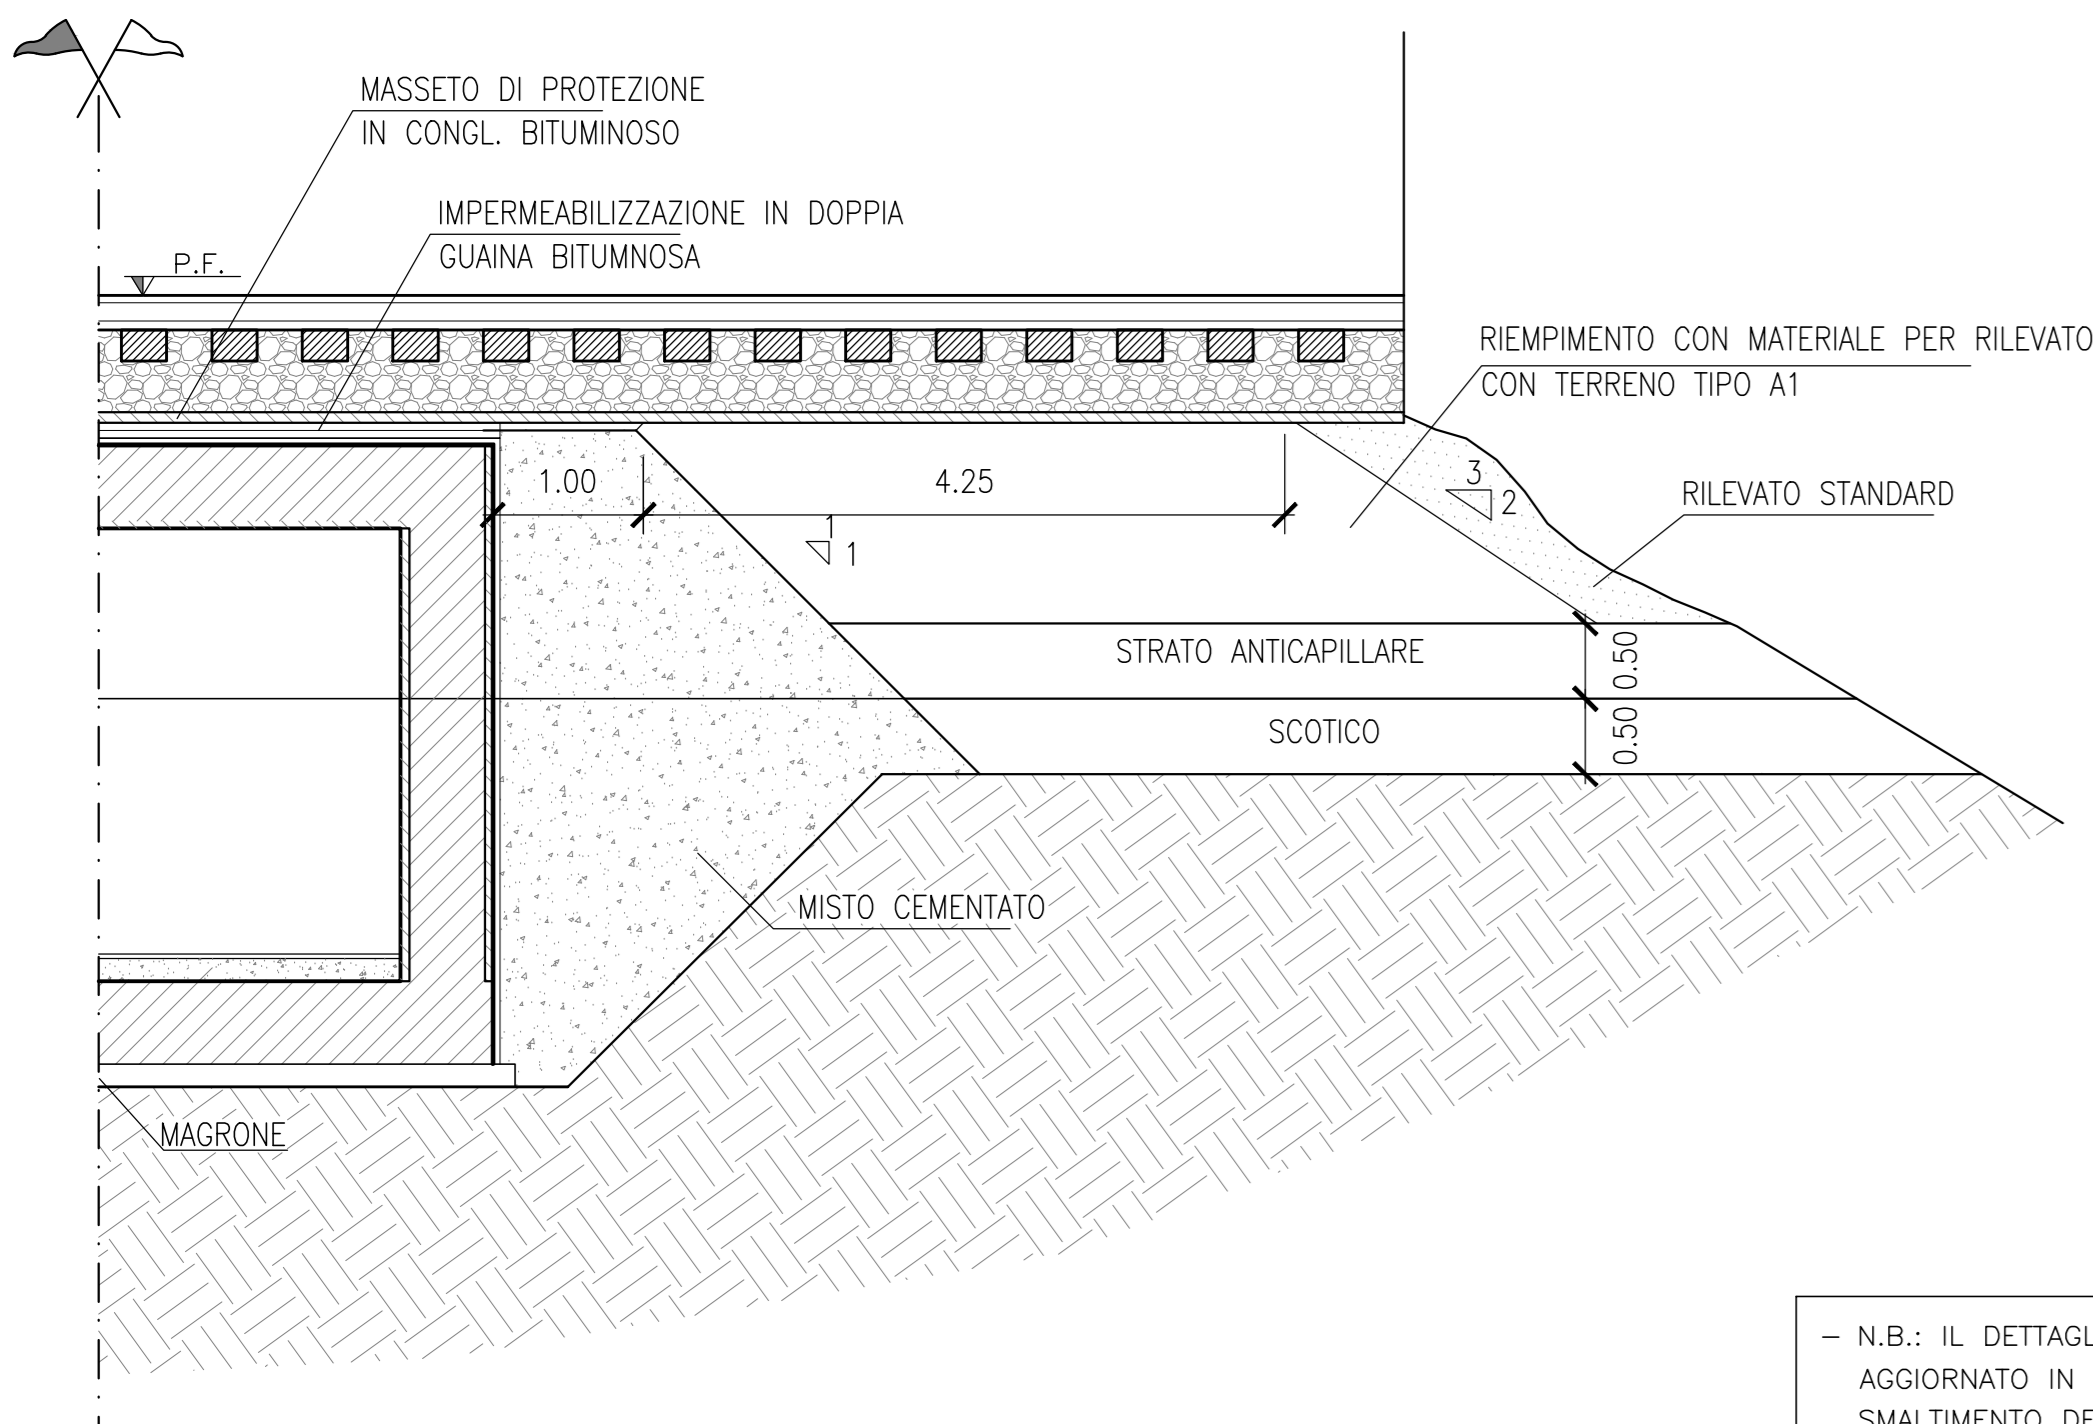 MASSETO DI PROTEZIONE
IN CONGL. BITUMINOSO
IMPERMEABILIZZAZIONE IN DOPPIA
GUAINA BITUMNOSA
P.F.
RIEMPIMENTO CON MATERIALE PER RILEVATO
CON TERRENO TIPO A1
1.00
4.25
3
2
RILEVATO STANDARD
1
1
STRATO ANTICAPILLARE
0.50
SCOTICO
0.50
MISTO CEMENTATO
MAGRONE
– N.B.: IL DETTAGL
AGGIORNATO IN
SMALTIMENTO DE